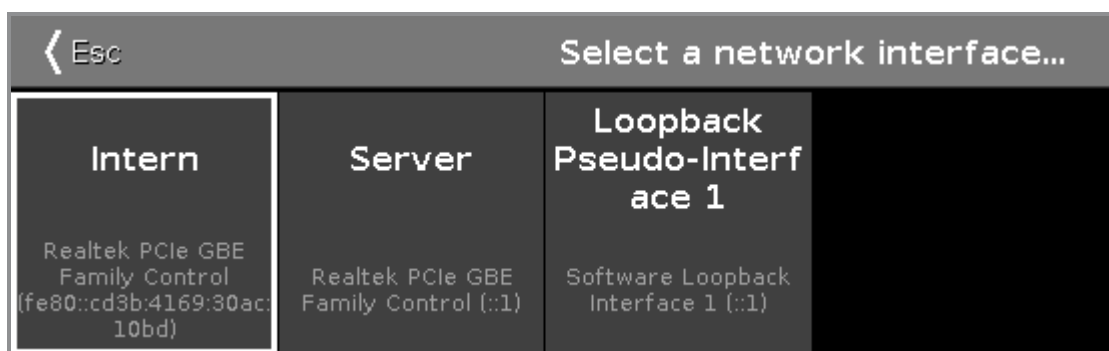 Esc
Select a network interface...
Intern
Realtek PCIe GBE
Family Control
(fe80::cd3b:4169:30ac:
10bd)
Server
Realtek PCIe GBE
Family Control (::1)
Loopback
Pseudo-Interf
ace 1
Software Loopback
Interface 1 (::1)